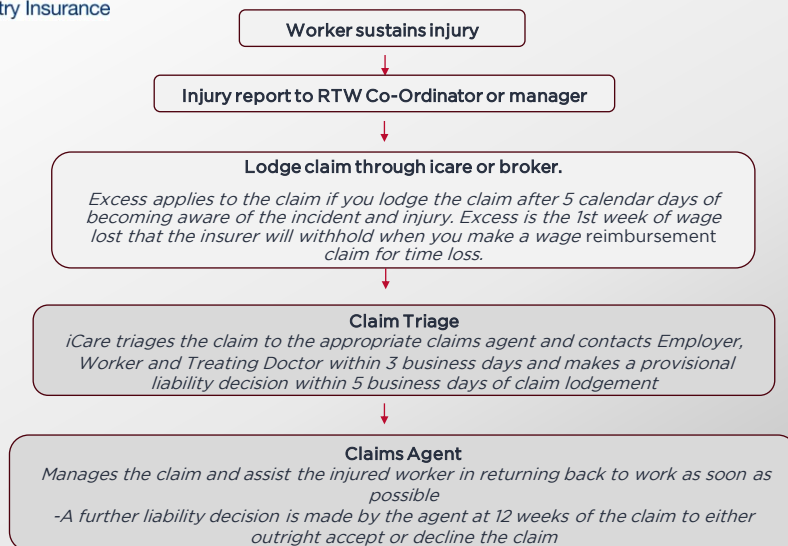 try Insurance
Worker sustains injury
Injury report to RTW Co-Ordinator or manager
Lodge claim through icare or broker.
Excess applies to the claim if you lodge the claim after 5 calendar days of
becoming aware of the incident and injury. Excess is the 1st week of wage
lost that the insurer will withhold when you make a wage reimbursement
claim for time loss.
Claim Triage
iCare triages the claim to the appropriate claims agent and contacts Employer,
Worker and Treating Doctor within 3 business days and makes a provisional
liability decision within 5 business days of claim lodgement
Claims Agent
Manages the claim and assist the injured worker in returning back to work as soon as
possible
-A further liability decision is made by the agent at 12 weeks of the claim to either
outright accept or decline the claim